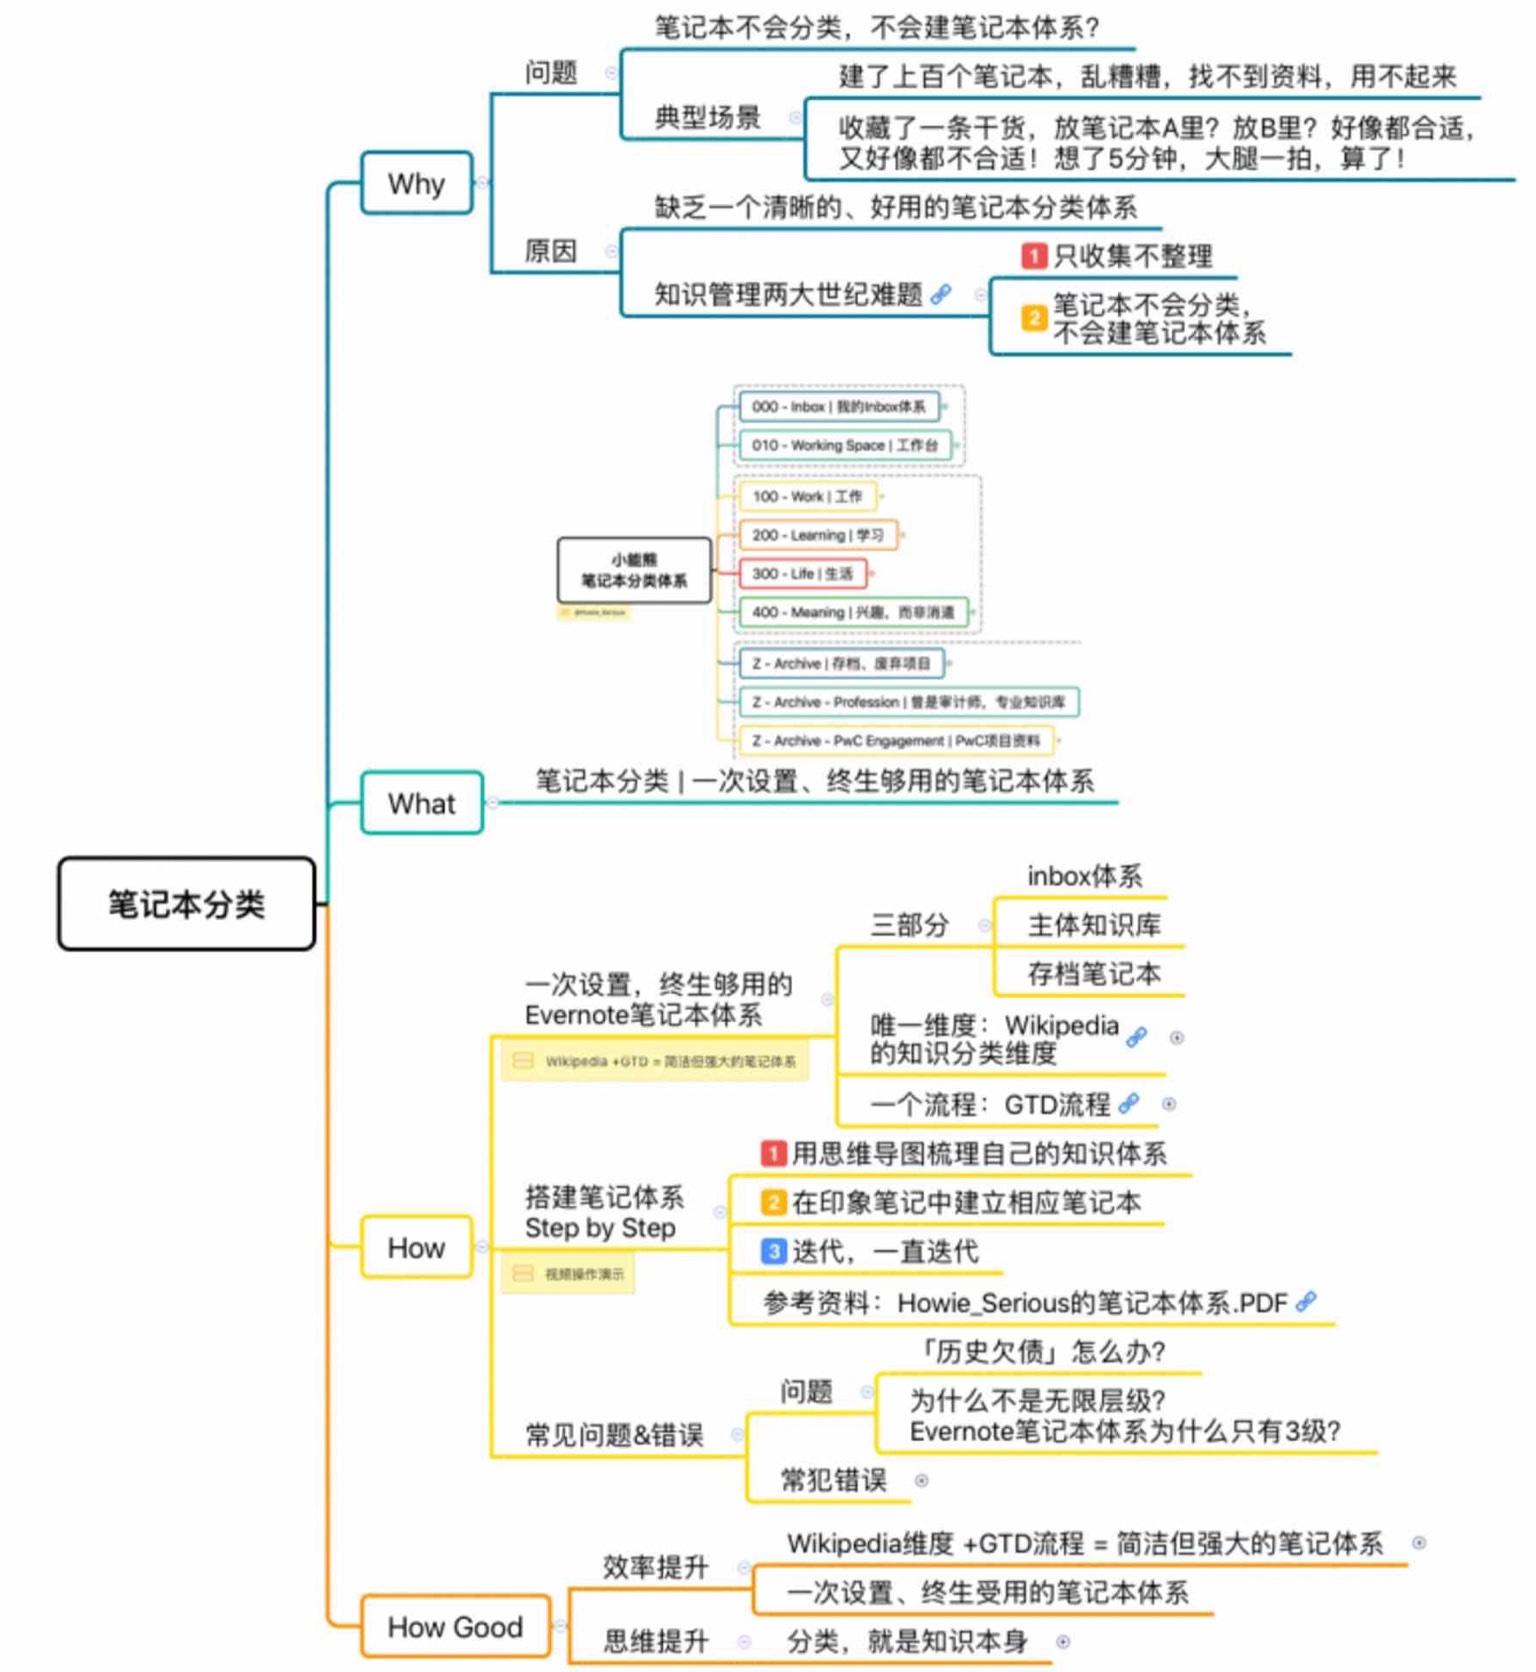 笔记本分类
Why
问题
笔记本不会分类，不会建笔记本体系？
典型场景
建了上百个笔记本，乱糟糟，找不到资料，用不起来
收藏了一条干货，放笔记本A里？放B里？好像都合适，
又好像都不合适！想了5分钟，大腿一拍，算了！
原因
缺乏一个清晰的、好用的笔记本分类体系
知识管理两大世纪难题
1 只收集不整理
2 笔记本不会分类，
不会建笔记本体系
What
小能熊
笔记本分类体系
@Howie_Serious
000 - Inbox | 我的Inbox体系
010 - Working Space | 工作台
100 - Work | 工作
200 - Learning | 学习
300 - Life | 生活
400 - Meaning | 兴趣，而非消遣
Z - Archive | 存档、废弃项目
Z - Archive - Profession | 曾是审计师，专业知识库
Z - Archive - PwC Engagement | PwC项目资料
笔记本分类 | 一次设置、终生够用的笔记本体系
How
一次设置，终生够用的
Evernote笔记本体系
Wikipedia +GTD = 简洁但强大的笔记体系
三部分
inbox体系
主体知识库
存档笔记本
唯一维度：Wikipedia
的知识分类维度
一个流程：GTD流程
搭建笔记体系
Step by Step
视频操作演示
1 用思维导图梳理自己的知识体系
2 在印象笔记中建立相应笔记本
3 迭代，一直迭代
参考资料：Howie_Serious的笔记本体系.PDF
常见问题&错误
问题
「历史欠债」怎么办？
为什么不是无限层级？
Evernote笔记本体系为什么只有3级？
常犯错误
How Good
效率提升
Wikipedia维度 +GTD流程 = 简洁但强大的笔记体系
一次设置、终生受用的笔记本体系
思维提升
分类，就是知识本身